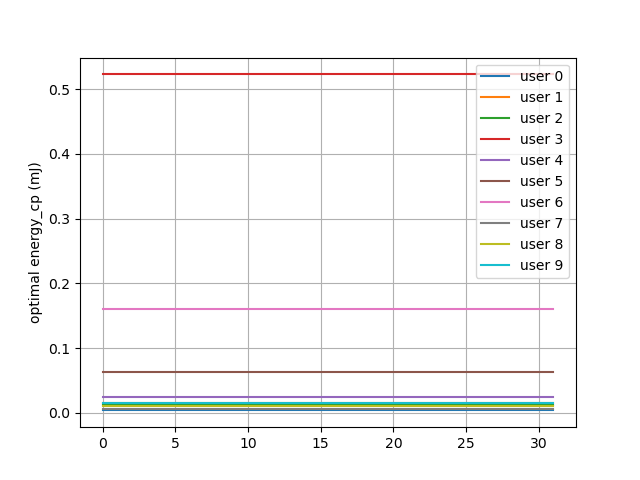 optimal energy_cp (mJ)
0.5
0.4
0.3
0.2
0.1
0.0
0
5
10
15
20
25
30
user 0
user 1
user 2
user 3
user 4
user 5
user 6
user 7
user 8
user 9